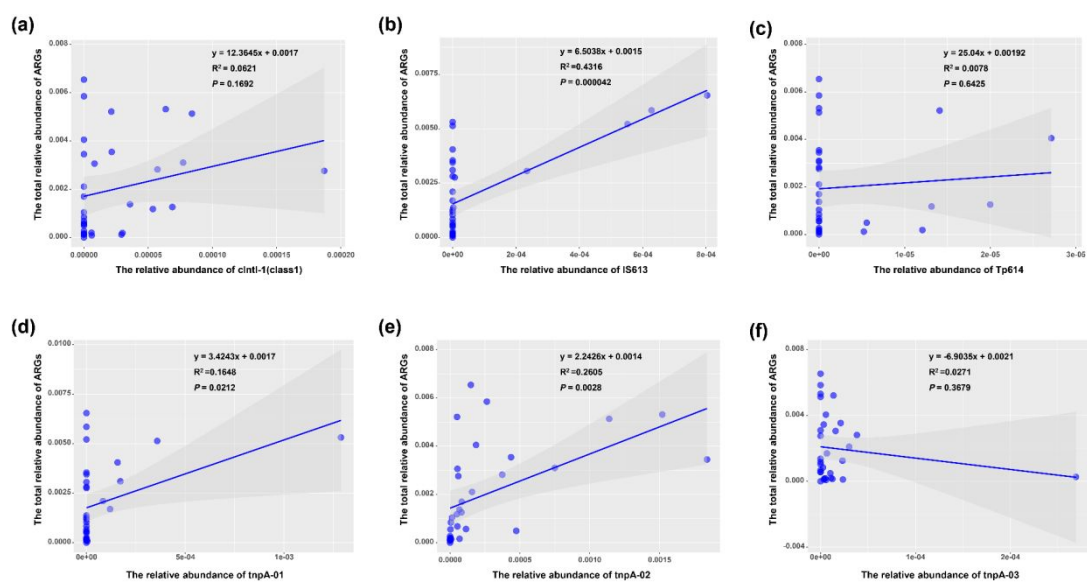 (a)
y = 12.3645x + 0.0017
R² = 0.0621
P = 0.1692
The total relative abundance of ARGs
0.008
0.006
0.004
0.002
0.000
0.00000 0.00005 0.00010 0.00015 0.00020
The relative abundance of cIntI-1(class1)
(b)
y = 6.5038x + 0.0015
R² =0.4316
P = 0.000042
The total relative abundance of ARGs
0.0075
0.0050
0.0025
0.0000
0e+00 2e-04 4e-04 6e-04 8e-04
The relative abundance of IS613
(c)
y = 25.04x + 0.00192
R² = 0.0078
P = 0.6425
The total relative abundance of ARGs
0.008
0.006
0.004
0.002
0.000
0e+00 1e-05 2e-05 3e-05
The relative abundance of Tp614
(d)
y = 3.4243x + 0.0017
R² = 0.1648
P = 0.0212
The total relative abundance of ARGs
0.0100
0.0075
0.0050
0.0025
0.0000
0e+00 5e-04 1e-03
The relative abundance of tnpA-01
(e)
y = 2.2426x + 0.0014
R² =0.2605
P = 0.0028
The total relative abundance of ARGs
0.008
0.006
0.004
0.002
0.000
0.0000 0.0005 0.0010 0.0015
The relative abundance of tnpA-02
(f)
y = -6.9035x + 0.0021
R² =0.0271
P = 0.3679
The total relative abundance of ARGs
0.008
0.004
0.000
-0.004
0e+00 1e-04 2e-04
The relative abundance of tnpA-03